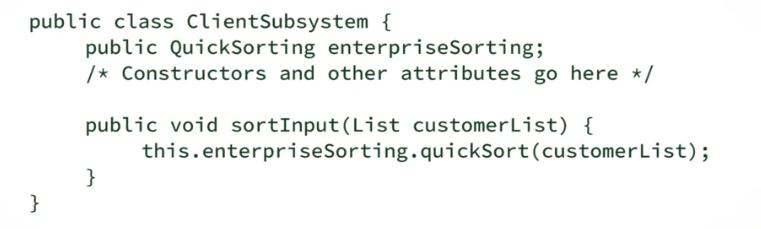 public class ClientSubsystem {
public QuickSorting enterpriseSorting;
/* Constructors and other attributes go here */
public void sortInput(List customerList) {
this.enterpriseSorting.quickSort(customerList);
}
}